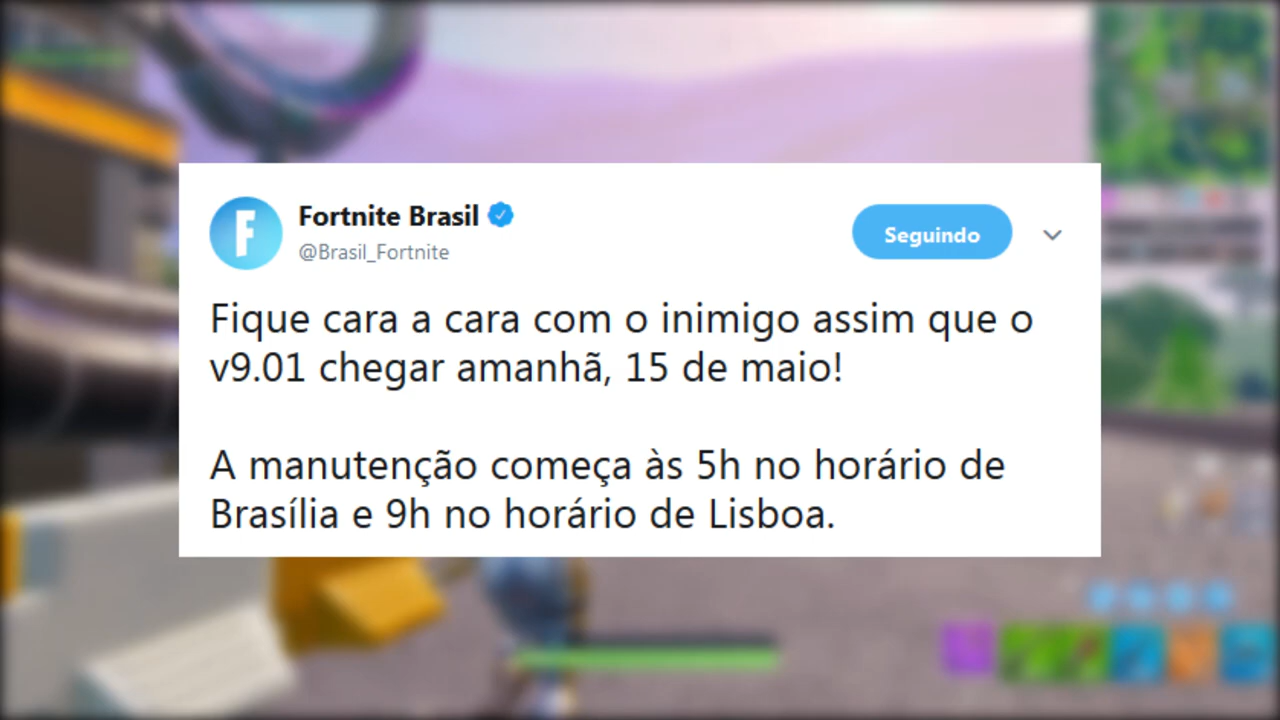 Fortnite Brasil
@Brasil_Fortnite
Seguindo
Fique cara a cara com o inimigo assim que o
v9.01 chegar amanhã, 15 de maio!
A manutenção começa às 5h no horário de
Brasília e 9h no horário de Lisboa.